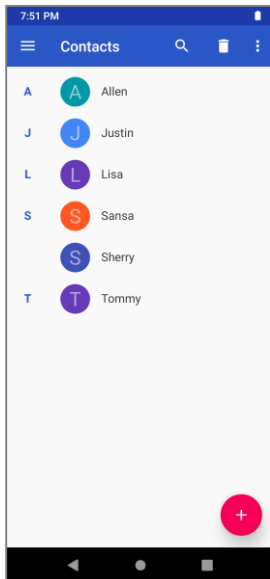 7:51 PM
Contacts
A A Allen
J J Justin
L L Lisa
S S Sansa
S Sherry
T T Tommy